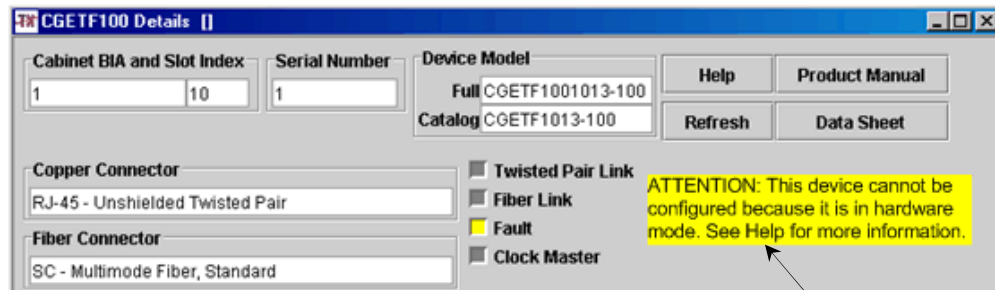 TX CGETF100 Details []
Cabinet BIA and Slot Index
1 10
Serial Number
1
Device Model
Full CGETF1001013-100
Catalog CGETF1013-100
Help
Product Manual
Refresh
Data Sheet
Copper Connector
RJ-45 - Unshielded Twisted Pair
Fiber Connector
SC - Multimode Fiber, Standard
Twisted Pair Link
Fiber Link
Fault
Clock Master
ATTENTION: This device cannot be
configured because it is in hardware
mode. See Help for more information.